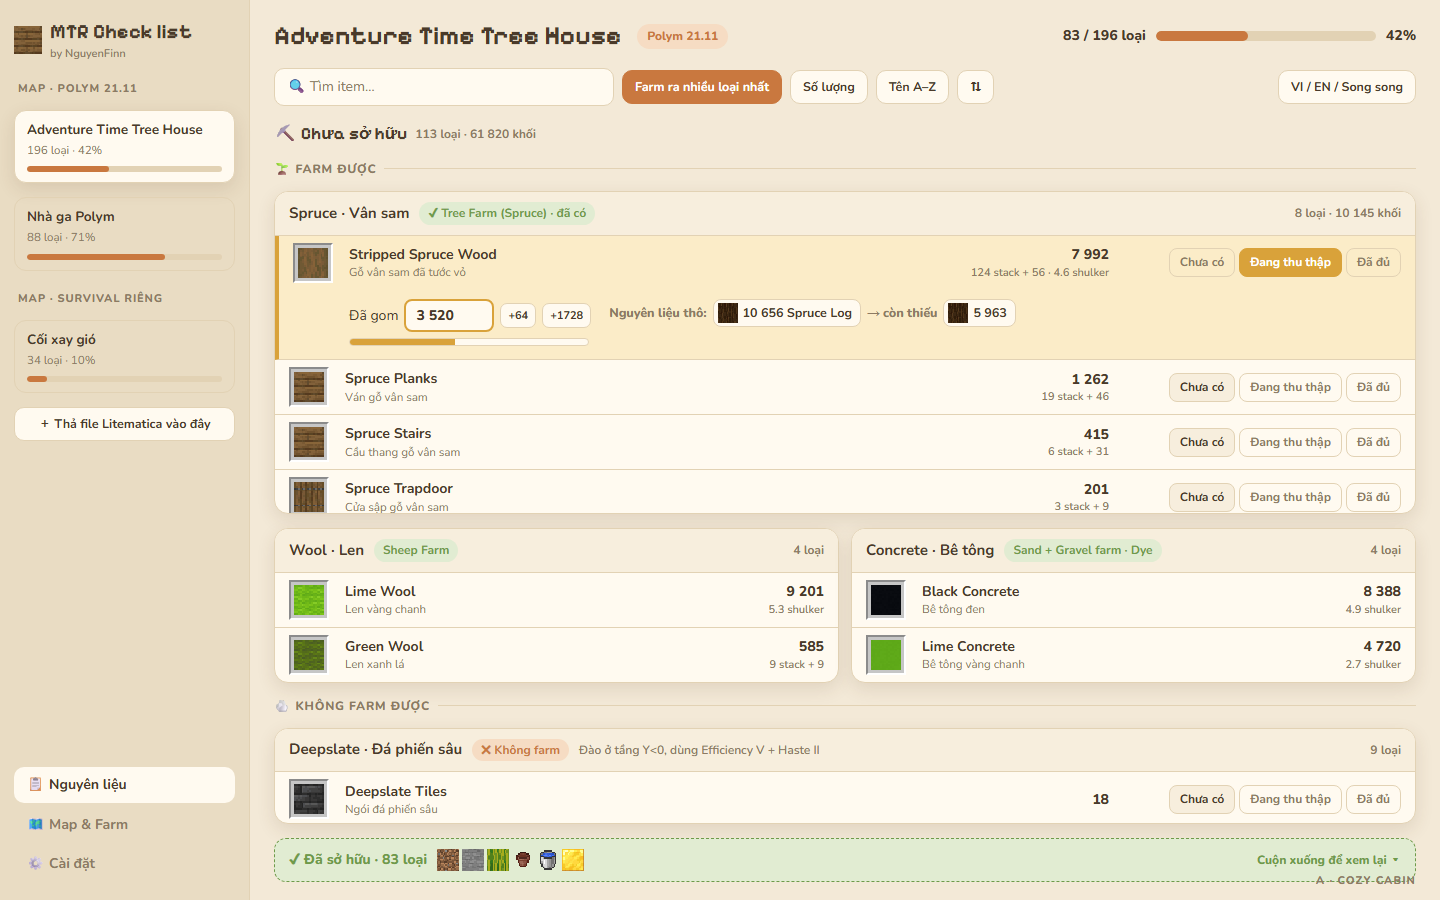 MTR Check list
by NguyenFinn
MAP · POLYM 21.11
Adventure Time Tree House
196 loại · 42%
Nhà ga Polym
88 loại · 71%
MAP · SURVIVAL RIÊNG
Cối xay gió
34 loại · 10%
+ Thả file Litematica vào đây
Nguyên liệu
Map & Farm
Cài đặt
Adventure Time Tree House
Polym 21.11
83 / 196 loại
42%
Tìm item...
Farm ra nhiều loại nhất
Số lượng
Tên A–Z
⇅
VI / EN / Song song
Chưa sở hữu 113 loại · 61 820 khối
FARM ĐƯỢC
Spruce · Vân sam
✓ Tree Farm (Spruce) · đã có
8 loại · 10 145 khối
Stripped Spruce Wood
Gỗ vân sam đã tước vỏ
7 992
124 stack + 56 · 4.6 shulker
Chưa có
Đang thu thập
Đã đủ
Đã gom
3 520
+64
+1728
Nguyên liệu thô:
10 656 Spruce Log
→ còn thiếu
5 963
Spruce Planks
Ván gỗ vân sam
1 262
19 stack + 46
Chưa có
Đang thu thập
Đã đủ
Spruce Stairs
Cầu thang gỗ vân sam
415
6 stack + 31
Chưa có
Đang thu thập
Đã đủ
Spruce Trapdoor
Cửa sập gỗ vân sam
201
3 stack + 9
Chưa có
Đang thu thập
Đã đủ
Wool · Len
Sheep Farm
4 loại
Lime Wool
Len vàng chanh
9 201
5.3 shulker
Green Wool
Len xanh lá
585
9 stack + 9
Concrete · Bê tông
Sand + Gravel farm · Dye
4 loại
Black Concrete
Bê tông đen
8 388
4.9 shulker
Lime Concrete
Bê tông vàng chanh
4 720
2.7 shulker
KHÔNG FARM ĐƯỢC
Deepslate · Đá phiến sâu
✕ Không farm
Đào ở tầng Y<0, dùng Efficiency V + Haste II
9 loại
Deepslate Tiles
Ngói đá phiến sâu
18
Chưa có
Đang thu thập
Đã đủ
✓ Đã sở hữu · 83 loại
Cuộn xuống để xem lại ▾
A · COZY CABIN